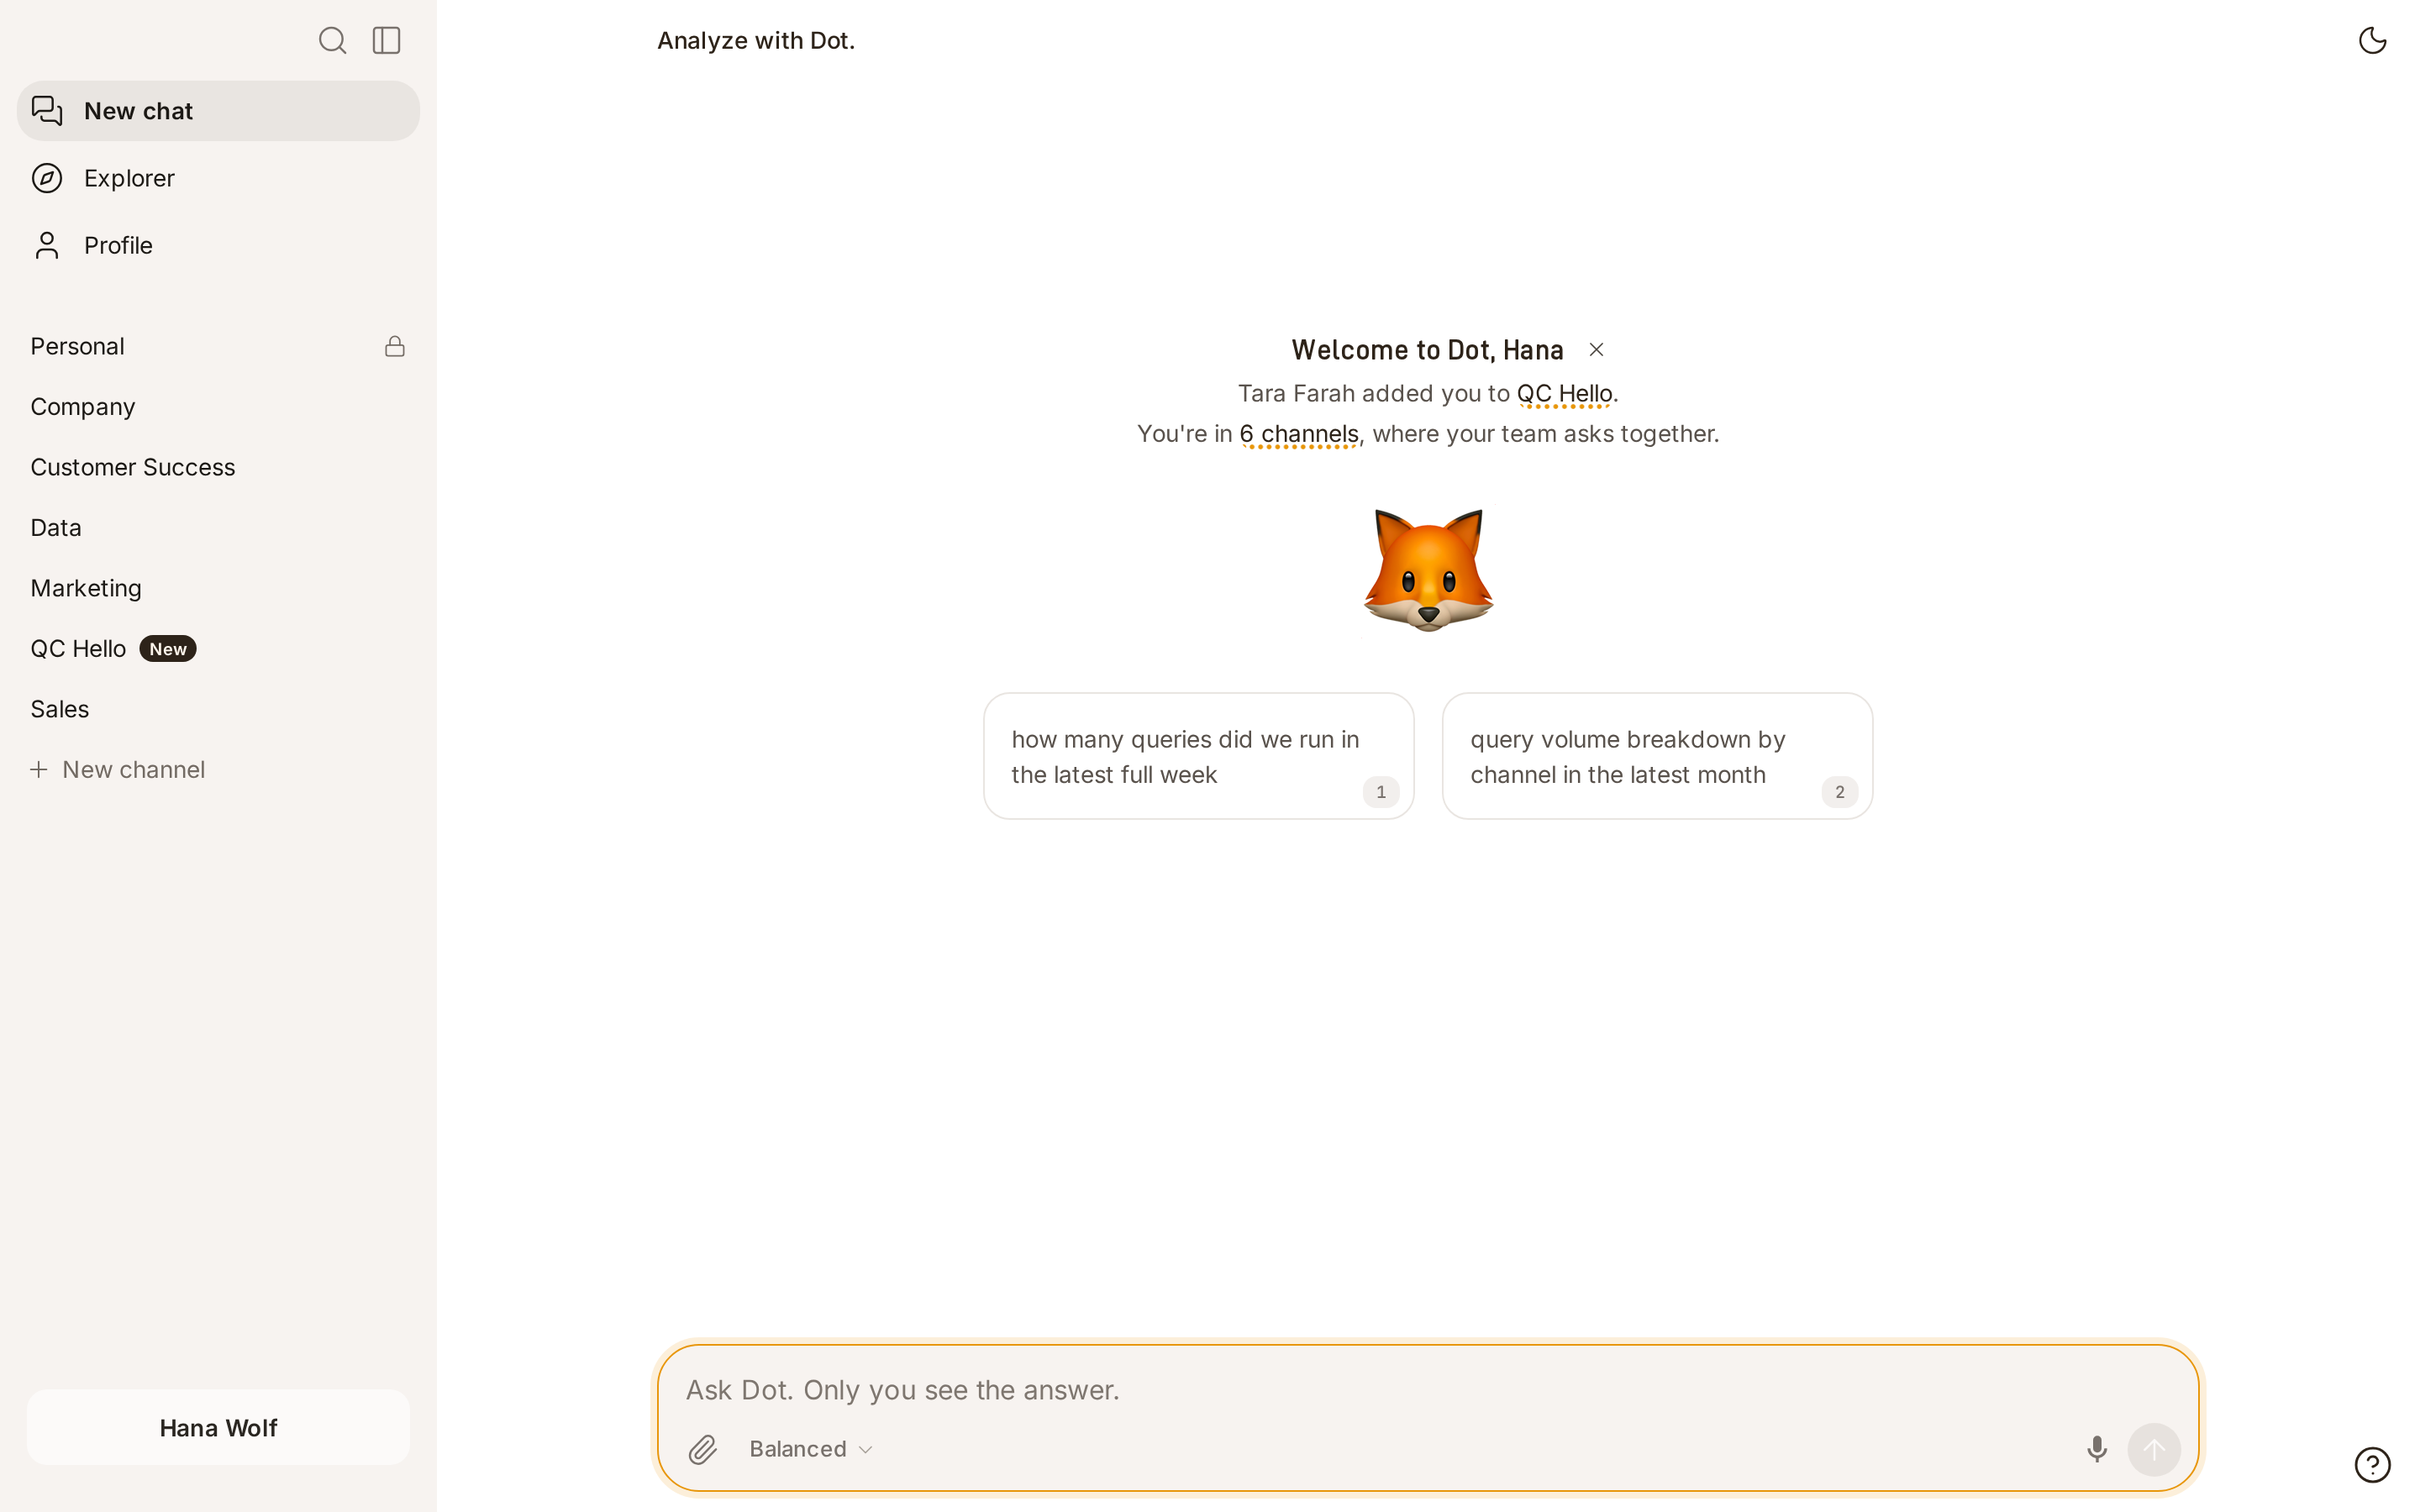 New chat
Explorer
Profile
Personal
Company
Customer Success
Data
Marketing
QC Hello New
Sales
New channel
Hana Wolf
Analyze with Dot.
Welcome to Dot, Hana
Tara Farah added you to QC Hello.
You're in 6 channels, where your team asks together.
how many queries did we run in
the latest full week
1
query volume breakdown by
channel in the latest month
2
Ask Dot. Only you see the answer.
Balanced